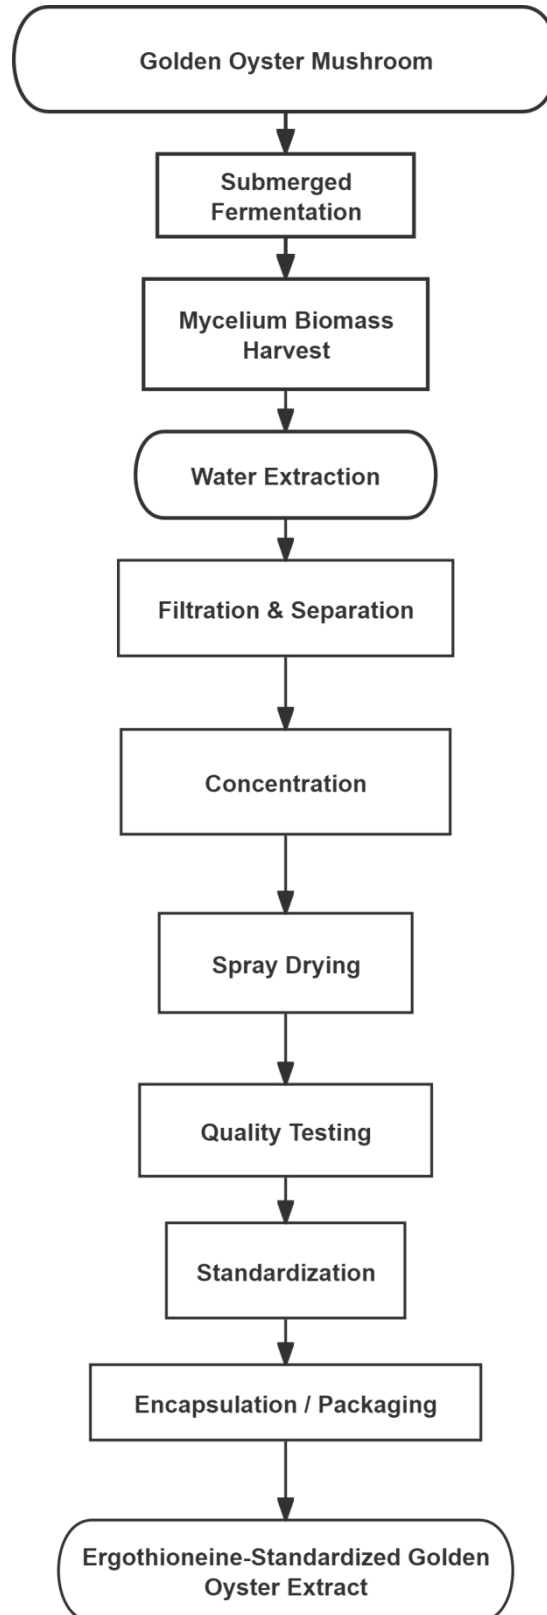 Golden Oyster Mushroom
Submerged
Fermentation
Mycelium Biomass
Harvest
Water Extraction
Filtration & Separation
Concentration
Spray Drying
Quality Testing
Standardization
Encapsulation / Packaging
Ergothioneine-Standardized Golden
Oyster Extract